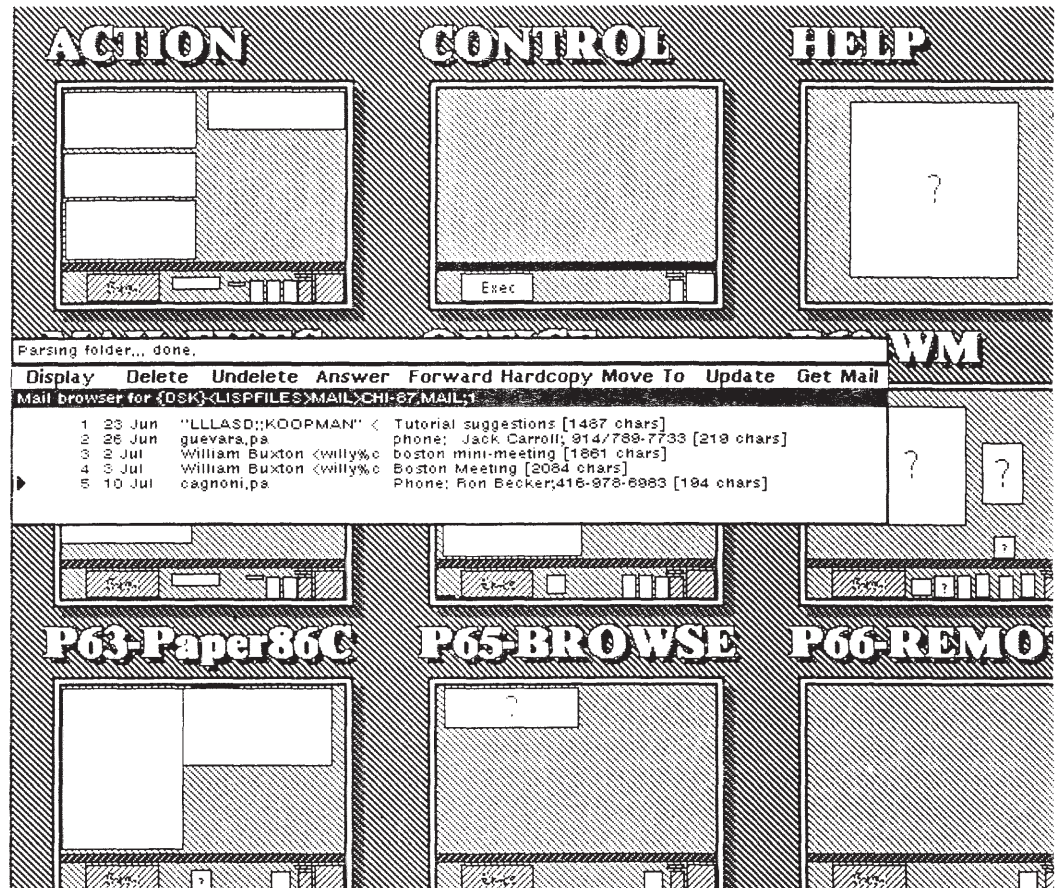 ACTION
CONTROL
HELP
?
Exec
WM
Parsing folder... done.
Display Delete Undelete Answer Forward Hardcopy Move To Update Get Mail
Mail browser for {DSK}<LISPFILES>MAIL>CHI-87.MAIL;1
1 23 Jun "LLLASD::KOOPMAN" < Tutorial suggestions [1487 chars]
2 26 Jun guevara.pa phone: Jack Carroll; 914/789-7733 [219 chars]
3 2 Jul William Buxton <willy%c boston mini-meeting [1861 chars]
4 3 Jul William Buxton <willy%c Boston Meeting [2084 chars]
5 10 Jul cagnoni.pa Phone: Ron Becker;416-978-6983 [194 chars]
? ?
?
?
P63-Paper86C
P65-BROWSE
P66-REMO
?
?